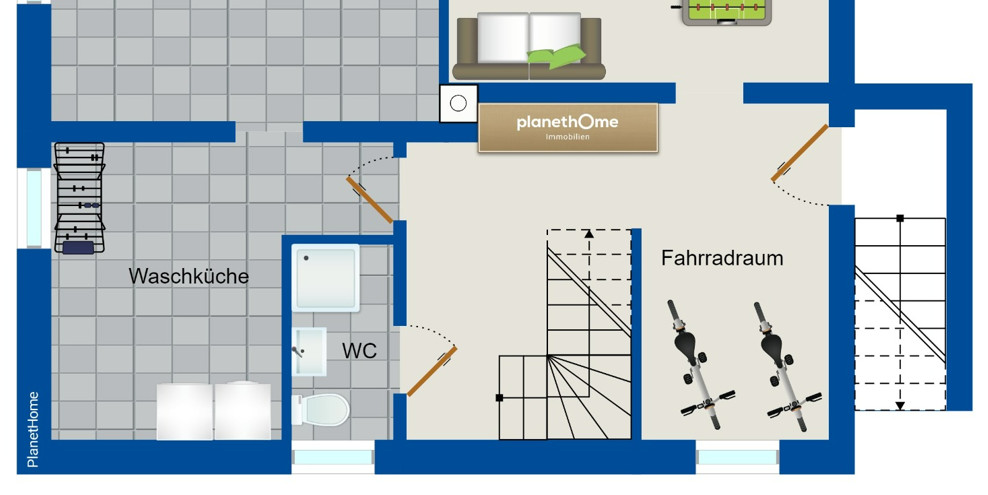 planethOme
Immobilien
Fahrradraum
Waschküche
WC
PlanetHome